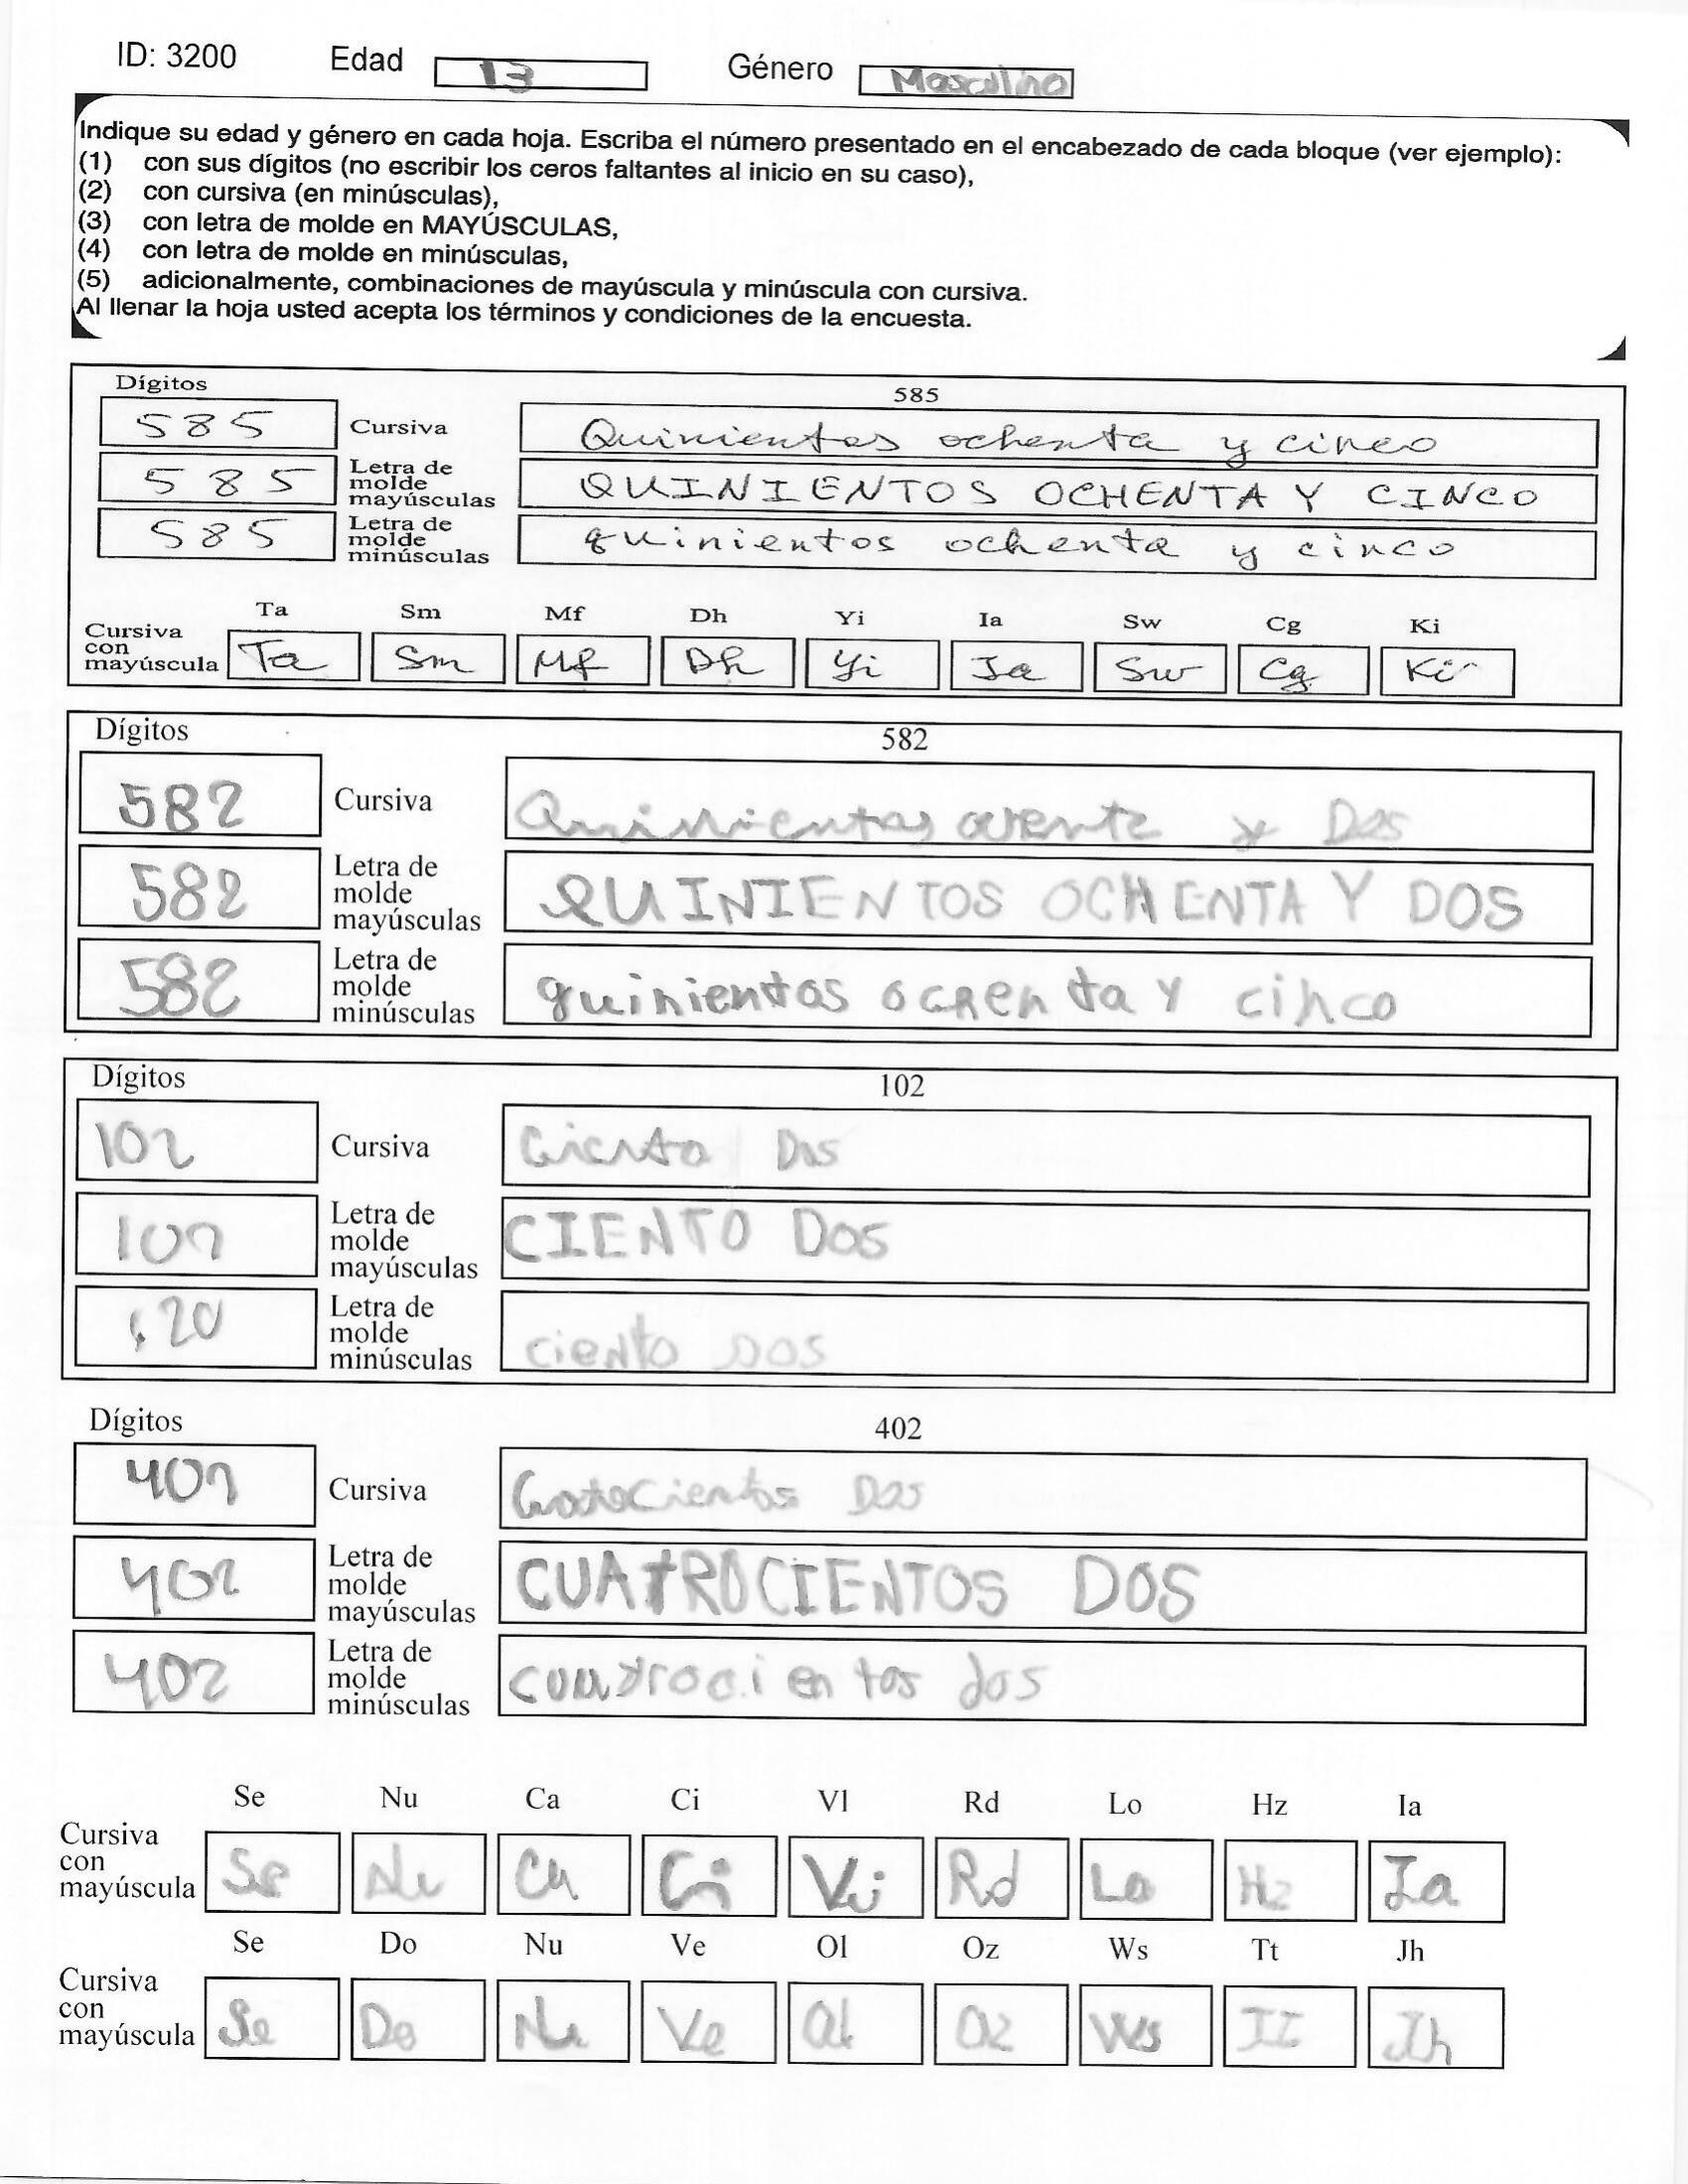 ID: 3200 Edad 13 Género Masculino
Indique su edad y género en cada hoja. Escriba el número presentado en el encabezado de cada bloque (ver ejemplo):
(1) con sus dígitos (no escribir los ceros faltantes al inicio en su caso),
(2) con cursiva (en minúsculas),
(3) con letra de molde en MAYÚSCULAS,
(4) con letra de molde en minúsculas,
(5) adicionalmente, combinaciones de mayúscula y minúscula con cursiva.
Al llenar la hoja usted acepta los términos y condiciones de la encuesta.
Dígitos 585
585 Cursiva Quinientos ochenta y cinco
585 Letra de molde mayúsculas QUINIENTOS OCHENTA Y CINCO
585 Letra de molde minúsculas quinientos ochenta y cinco
Ta Sm Mf Dh Yi Ia Sw Cg Ki
Cursiva con mayúscula Ta Sm Mf Dh Yi Ia Sw Cg Ki
Dígitos 582
582 Cursiva y Dos
582 Letra de molde mayúsculas QUINIENTOS OCHENTA Y DOS
582 Letra de molde minúsculas quinientos ochenta y cinco
Dígitos 102
102 Cursiva Ciento Dos
102 Letra de molde mayúsculas CIENTO DOS
Letra de molde minúsculas ciento DOS
Dígitos 402
402 Cursiva Dos
402 Letra de molde mayúsculas CUATROCIENTOS DOS
402 Letra de molde minúsculas cuatrocientos dos
Se Nu Ca Ci Vl Rd Lo Hz Ia
Cursiva con mayúscula Se Nu Ca Ci Vi Rd Lo Hz Ia
Se Do Nu Ve Ol Oz Ws Tt Jh
Cursiva con mayúscula Se Do Nu Ve Ol Oz Ws II Jh